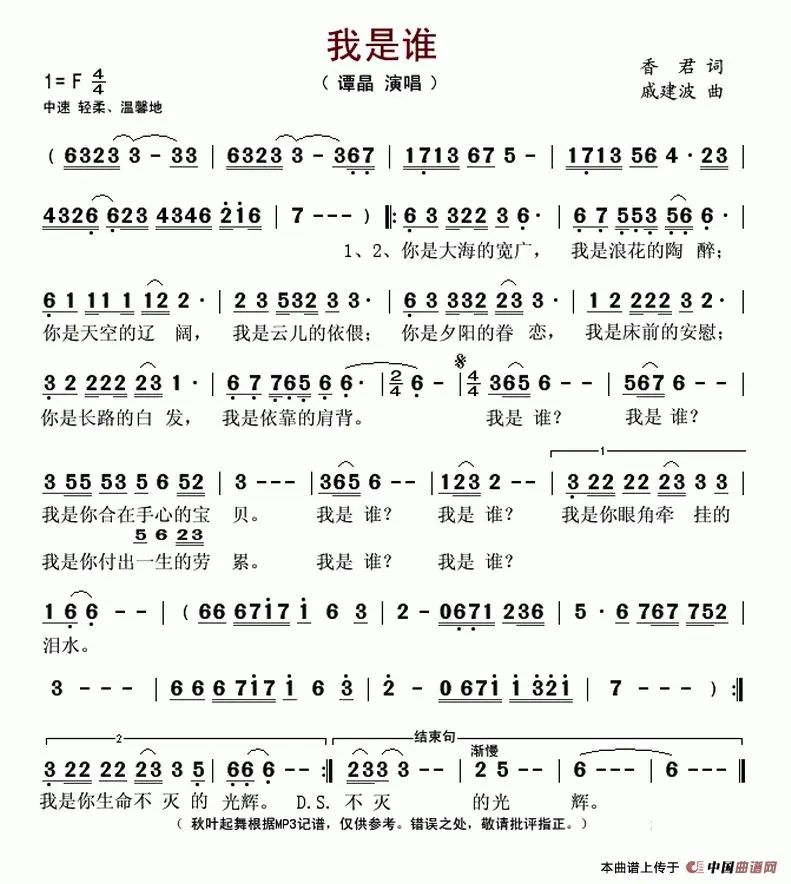 我是谁
1=F 4/4
（ 谭晶 演唱 ）
香 君 词
戚建波 曲
中速 轻柔、温馨地
( 6323 3 - 33 | 6323 3 - 367 | 1713 67 5 - | 1713 56 4· 23 |
4326 623 4346 216 | 7 - - - ) |: 6 3 322 3 6· | 6 7 553 56 6· |
1、2、你是大海的宽广， 我是浪花的陶 醉；
6 1 11 1 12 2· | 2 3 532 3 3· | 6 3 332 23 3· | 1 2 222 3 2· |
你是天空的辽 阔， 我是云儿的依偎； 你是夕阳的眷 恋， 我是床前的安慰；
3 2 222 23 1· | 6 7 765 6 6· | 2/4 6 - | 4/4 365 6 - - | 567 6 - - |
你是长路的白 发， 我是依靠的肩背。 我是 谁？ 我是 谁？
3 55 53 5 6 52 | 3 - - - | 365 6 - - | 123 2 - - | 1 3 22 22 23 3 3 |
我是你合在手心的宝 贝。 我是 谁？ 我是 谁？ 我是你眼角牵 挂的
5 6 23
我是你付出一生的劳 累。 我是 谁？ 我是 谁？
1 6 6 - - | ( 66 6717 1 6 3 | 2 - 0671 236 | 5· 6 767 752 |
泪水。
3 - - - | 6 6 6 717 1 6 3 | 2 - 0 671 1 321 | 7 - - - ) :|
2 结束句
渐慢
3 22 22 23 3 5 | 66 6 - - :| 233 3 - - | 2 5 - - | 6 - - | 6 - - |
我是你生命不 灭 的 光辉。 D.S. 不 灭 的光 辉。
（ 秋叶起舞根据MP3记谱，仅供参考。错误之处，敬请批评指正。）
本曲谱上传于 中国曲谱网